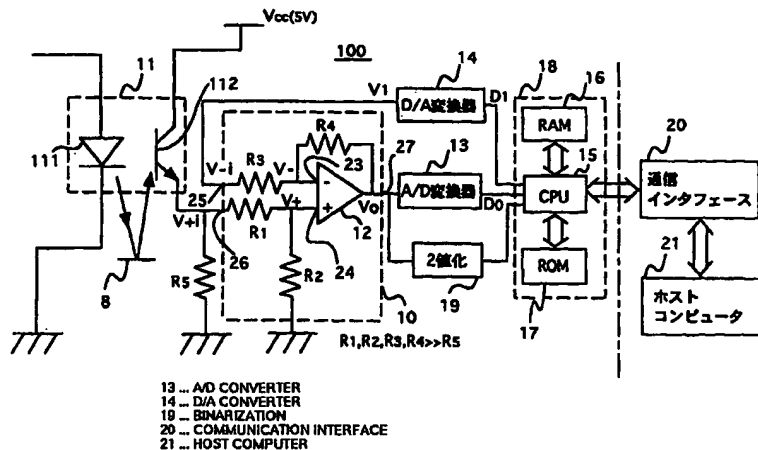 Vcc(5V)
100
11
112
111
8
V1
14
D/A変換器
D1
18
16
RAM
20
R4
23
27
13
A/D変換器
D0
15
CPU
通信
インタフェース
V-i
R3
V-
-
25
V+i
26
R1
V+
+
12
Vo
24
R5
R2
2値化
19
10
ROM
17
21
ホスト
コンピュータ
R1,R2,R3,R4>>R5
13 ... A/D CONVERTER
14 ... D/A CONVERTER
19 ... BINARIZATION
20 ... COMMUNICATION INTERFACE
21 ... HOST COMPUTER